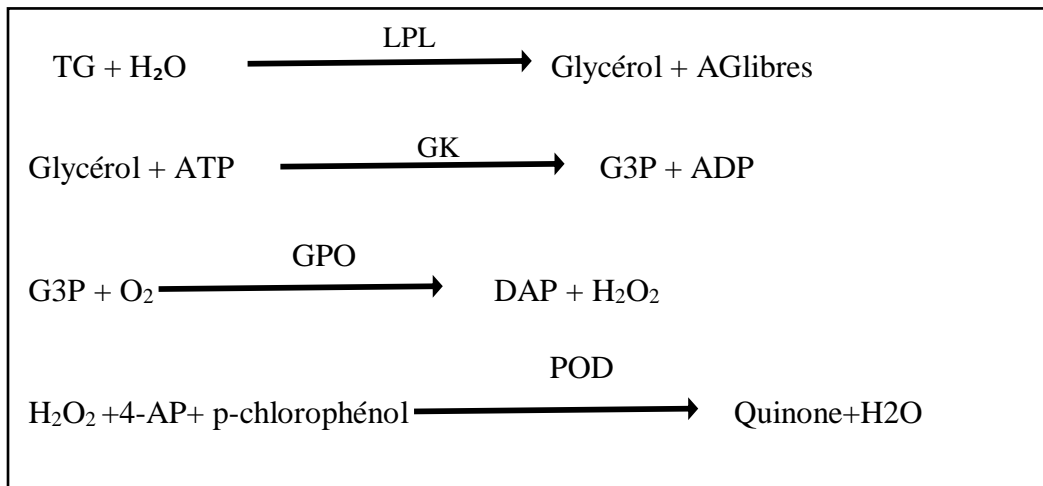 LPL
TG + H₂O Glycérol + AGlibres
GK
Glycérol + ATP G3P + ADP
GPO
G3P + O₂ DAP + H₂O₂
POD
H₂O₂ +4-AP+ p-chlorophénol Quinone+H2O